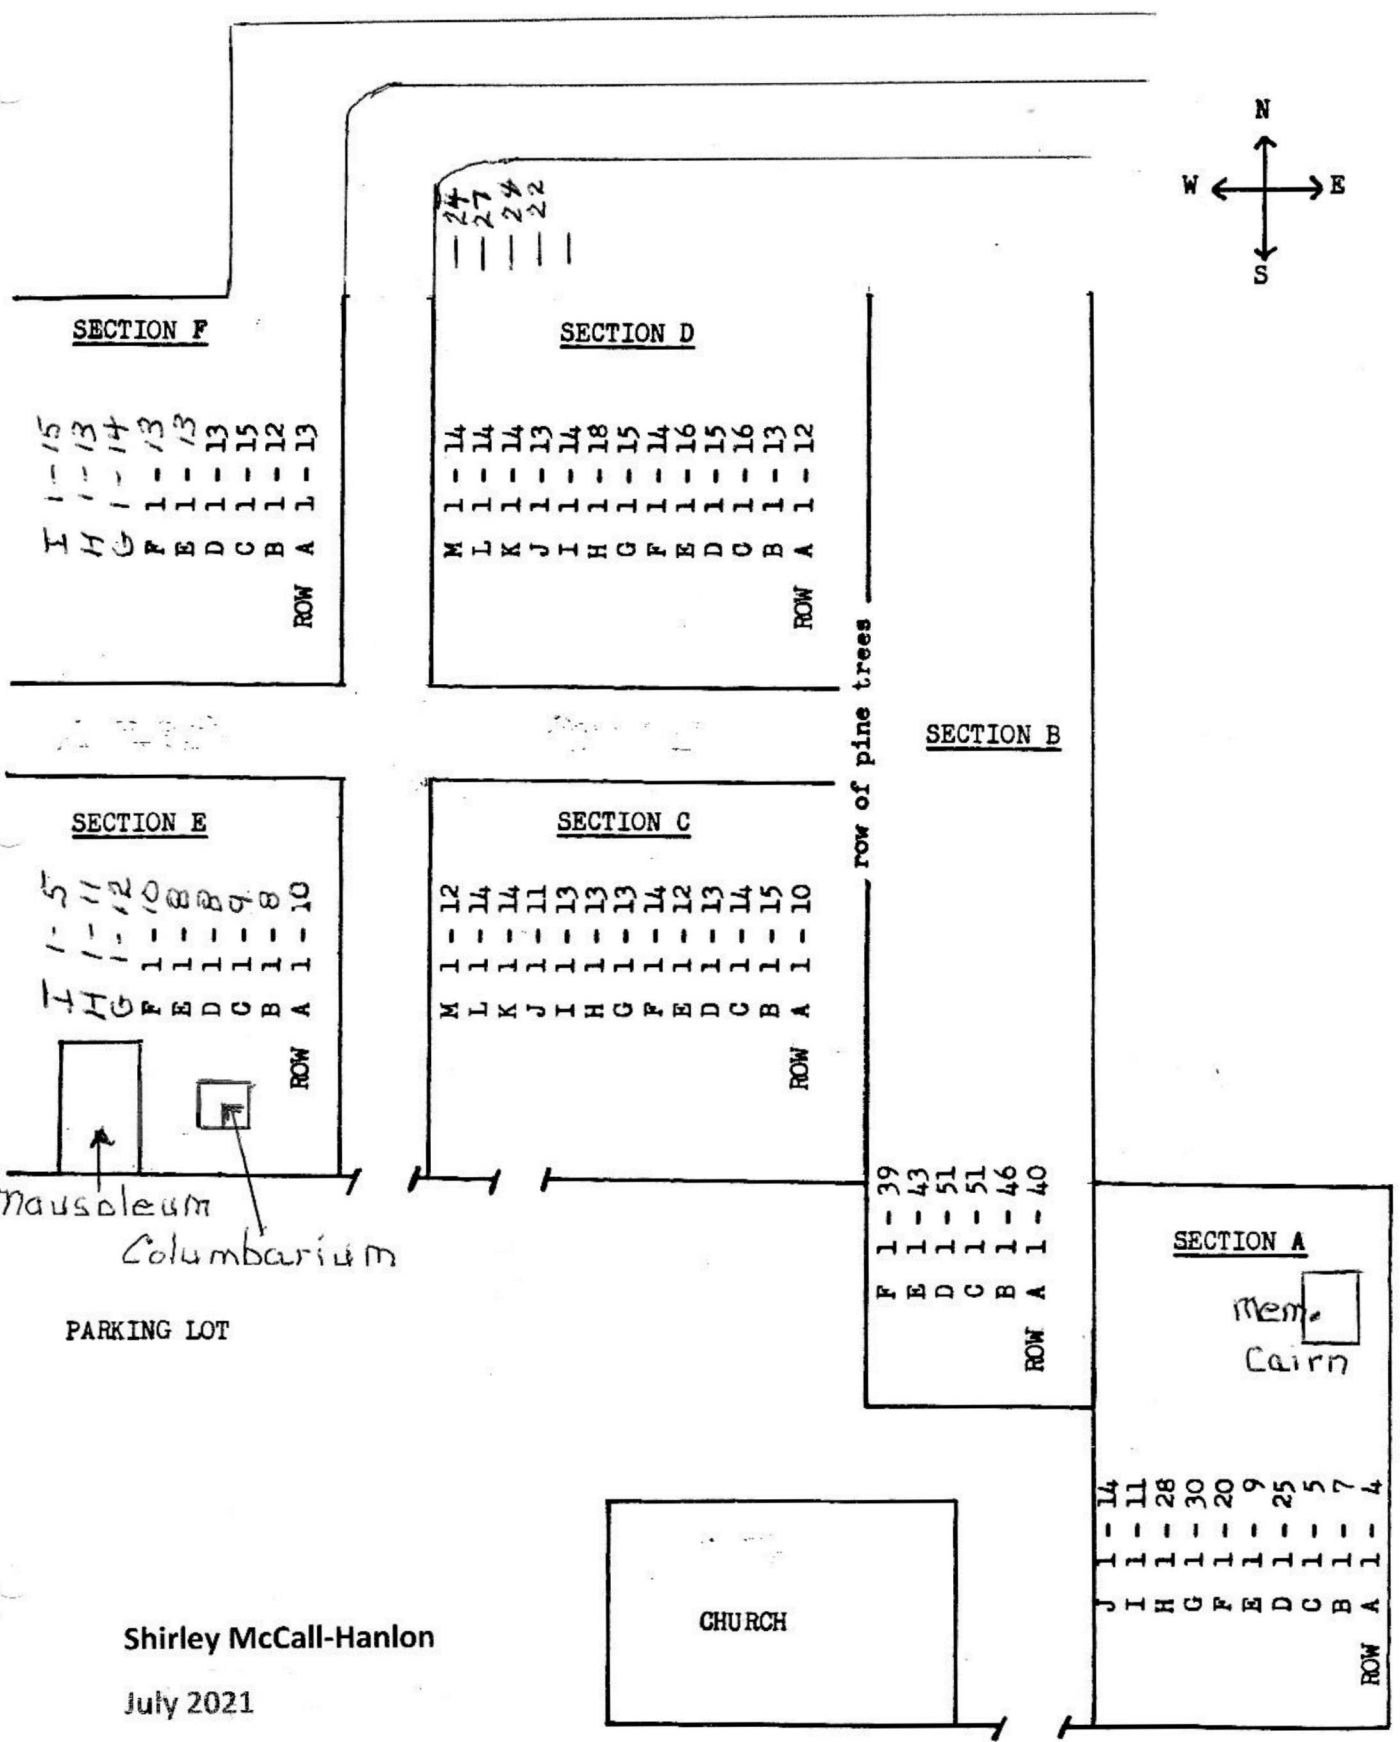 N
W E
S
24
27
24
22
SECTION F
I 1 - 15
H 1 - 13
G 1 - 14
F 1 - 13
E 1 - 13
D 1 - 13
C 1 - 15
B 1 - 12
ROW A 1 - 13
SECTION D
M 1 - 14
L 1 - 14
K 1 - 14
J 1 - 13
I 1 - 14
H 1 - 18
G 1 - 15
F 1 - 14
E 1 - 16
D 1 - 15
C 1 - 16
B 1 - 13
ROW A 1 - 12
row of pine trees
SECTION B
F 1 - 39
E 1 - 43
D 1 - 51
C 1 - 51
B 1 - 46
ROW A 1 - 40
SECTION E
I 1 - 5
H 1 - 11
G 1 - 12
F 1 - 10
E 1 - 8
D 1 - 8
C 1 - 9
B 1 - 8
ROW A 1 - 10
SECTION C
M 1 - 12
L 1 - 14
K 1 - 14
J 1 - 11
I 1 - 13
H 1 - 13
G 1 - 13
F 1 - 14
E 1 - 12
D 1 - 13
C 1 - 14
B 1 - 15
ROW A 1 - 10
Mausoleum
Columbarium
PARKING LOT
SECTION A
Mem.
Cairn
J 1 - 14
I 1 - 11
H 1 - 28
G 1 - 30
F 1 - 20
E 1 - 9
D 1 - 25
C 1 - 5
B 1 - 7
ROW A 1 - 4
CHURCH
Shirley McCall-Hanlon
July 2021